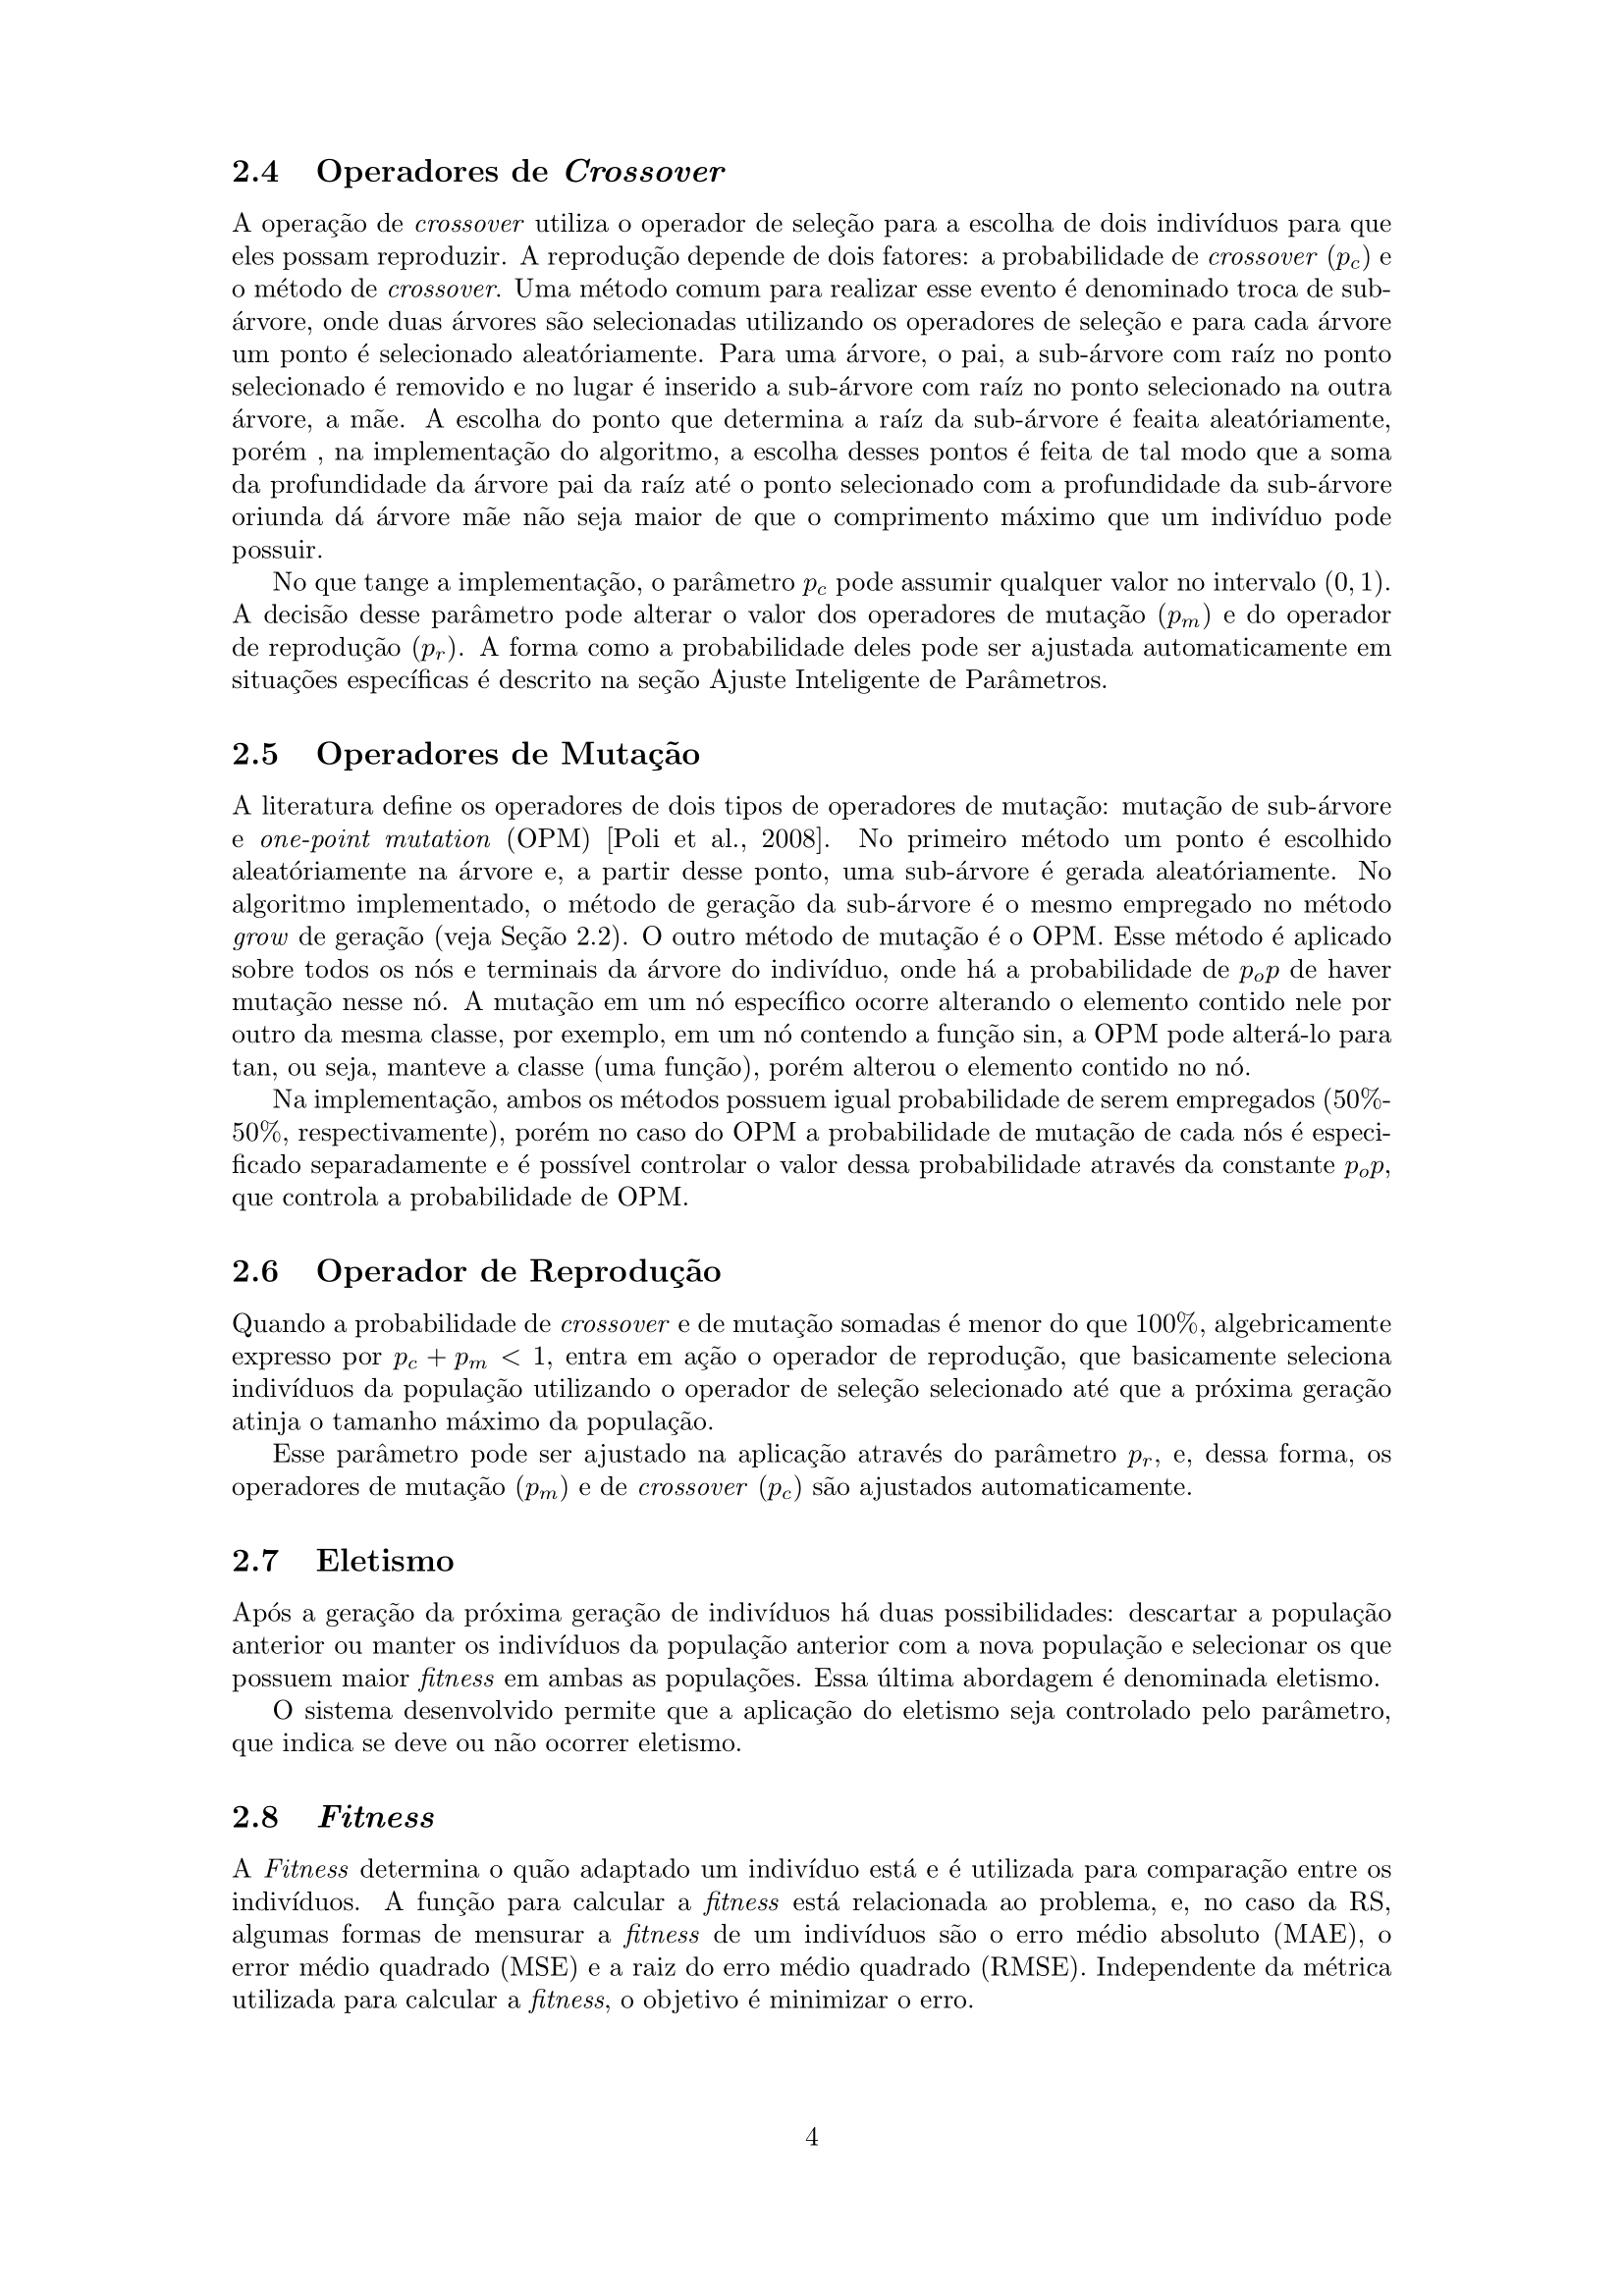 2.4 Operadores de Crossover
A operação de crossover utiliza o operador de seleção para a escolha de dois indivíduos para que
eles possam reproduzir. A reprodução depende de dois fatores: a probabilidade de crossover (p_c) e
o método de crossover. Uma método comum para realizar esse evento é denominado troca de sub-
árvore, onde duas árvores são selecionadas utilizando os operadores de seleção e para cada árvore
um ponto é selecionado aleatóriamente. Para uma árvore, o pai, a sub-árvore com raíz no ponto
selecionado é removido e no lugar é inserido a sub-árvore com raíz no ponto selecionado na outra
árvore, a mãe. A escolha do ponto que determina a raíz da sub-árvore é feaita aleatóriamente,
porém , na implementação do algoritmo, a escolha desses pontos é feita de tal modo que a soma
da profundidade da árvore pai da raíz até o ponto selecionado com a profundidade da sub-árvore
oriunda dá árvore mãe não seja maior de que o comprimento máximo que um indivíduo pode
possuir.
No que tange a implementação, o parâmetro p_c pode assumir qualquer valor no intervalo (0, 1).
A decisão desse parâmetro pode alterar o valor dos operadores de mutação (p_m) e do operador
de reprodução (p_r). A forma como a probabilidade deles pode ser ajustada automaticamente em
situações específicas é descrito na seção Ajuste Inteligente de Parâmetros.
2.5 Operadores de Mutação
A literatura define os operadores de dois tipos de operadores de mutação: mutação de sub-árvore
e one-point mutation (OPM) [Poli et al., 2008]. No primeiro método um ponto é escolhido
aleatóriamente na árvore e, a partir desse ponto, uma sub-árvore é gerada aleatóriamente. No
algoritmo implementado, o método de geração da sub-árvore é o mesmo empregado no método
grow de geração (veja Seção 2.2). O outro método de mutação é o OPM. Esse método é aplicado
sobre todos os nós e terminais da árvore do indivíduo, onde há a probabilidade de p_op de haver
mutação nesse nó. A mutação em um nó específico ocorre alterando o elemento contido nele por
outro da mesma classe, por exemplo, em um nó contendo a função sin, a OPM pode alterá-lo para
tan, ou seja, manteve a classe (uma função), porém alterou o elemento contido no nó.
Na implementação, ambos os métodos possuem igual probabilidade de serem empregados (50%-
50%, respectivamente), porém no caso do OPM a probabilidade de mutação de cada nós é especi-
ficado separadamente e é possível controlar o valor dessa probabilidade através da constante p_op,
que controla a probabilidade de OPM.
2.6 Operador de Reprodução
Quando a probabilidade de crossover e de mutação somadas é menor do que 100%, algebricamente
expresso por p_c + p_m < 1, entra em ação o operador de reprodução, que basicamente seleciona
indivíduos da população utilizando o operador de seleção selecionado até que a próxima geração
atinja o tamanho máximo da população.
Esse parâmetro pode ser ajustado na aplicação através do parâmetro p_r, e, dessa forma, os
operadores de mutação (p_m) e de crossover (p_c) são ajustados automaticamente.
2.7 Eletismo
Após a geração da próxima geração de indivíduos há duas possibilidades: descartar a população
anterior ou manter os indivíduos da população anterior com a nova população e selecionar os que
possuem maior fitness em ambas as populações. Essa última abordagem é denominada eletismo.
O sistema desenvolvido permite que a aplicação do eletismo seja controlado pelo parâmetro,
que indica se deve ou não ocorrer eletismo.
2.8 Fitness
A Fitness determina o quão adaptado um indivíduo está e é utilizada para comparação entre os
indivíduos. A função para calcular a fitness está relacionada ao problema, e, no caso da RS,
algumas formas de mensurar a fitness de um indivíduos são o erro médio absoluto (MAE), o
error médio quadrado (MSE) e a raiz do erro médio quadrado (RMSE). Independente da métrica
utilizada para calcular a fitness, o objetivo é minimizar o erro.
4